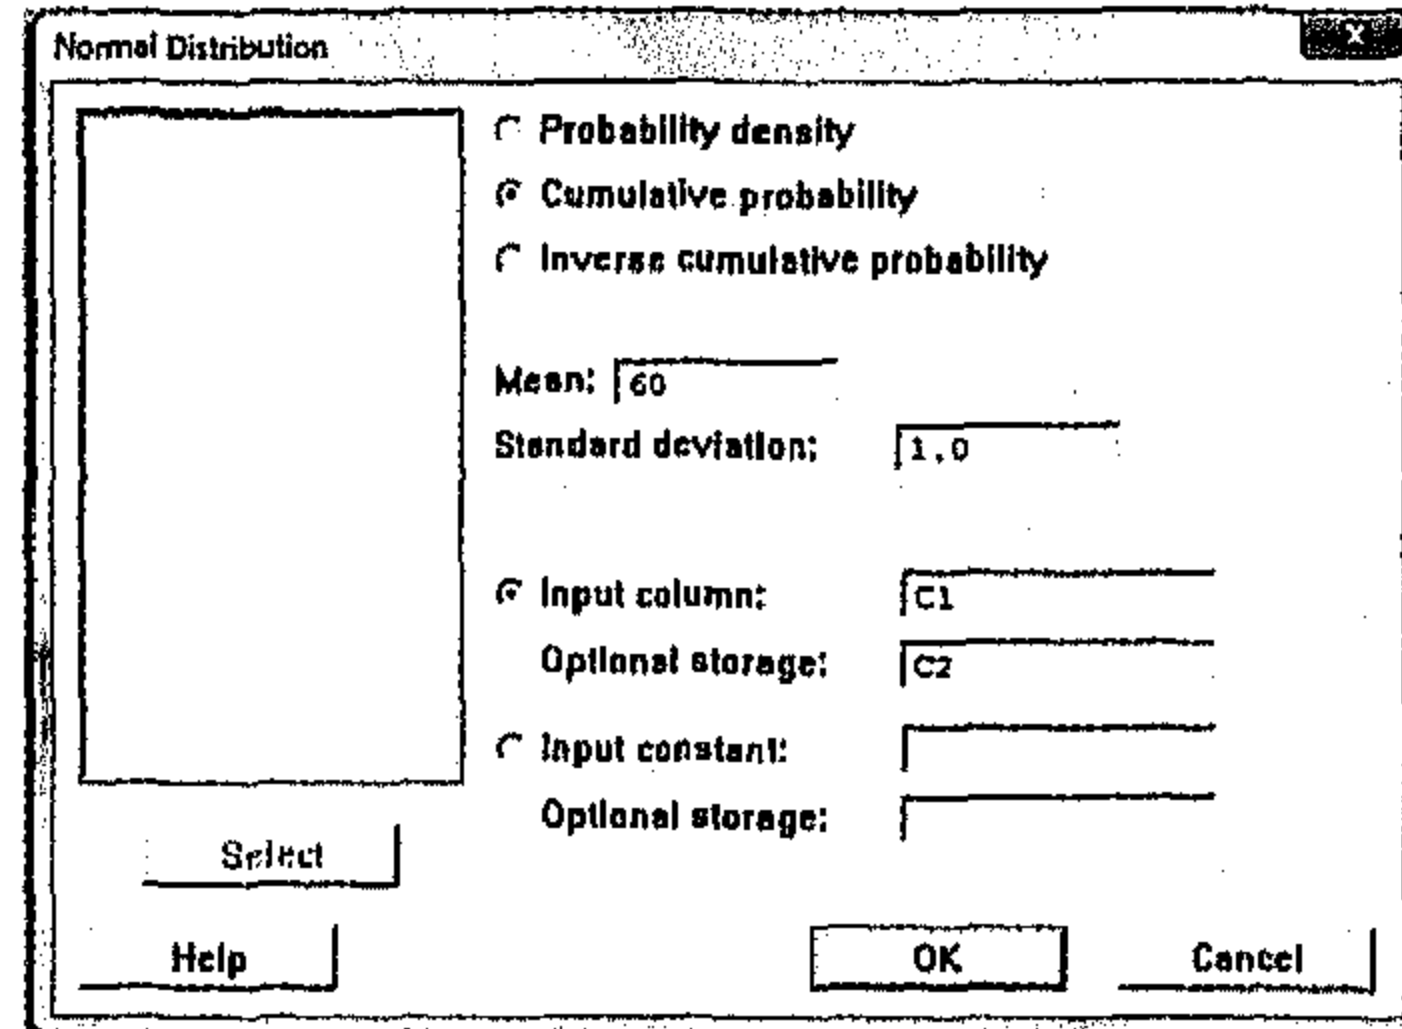 Normal Distribution
X
Probability density
Cumulative probability
Inverse cumulative probability
Mean: 60
Standard deviation: 1.0
Input column: C1
Optional storage: C2
Input constant:
Optional storage:
Select
Help
OK
Cancel